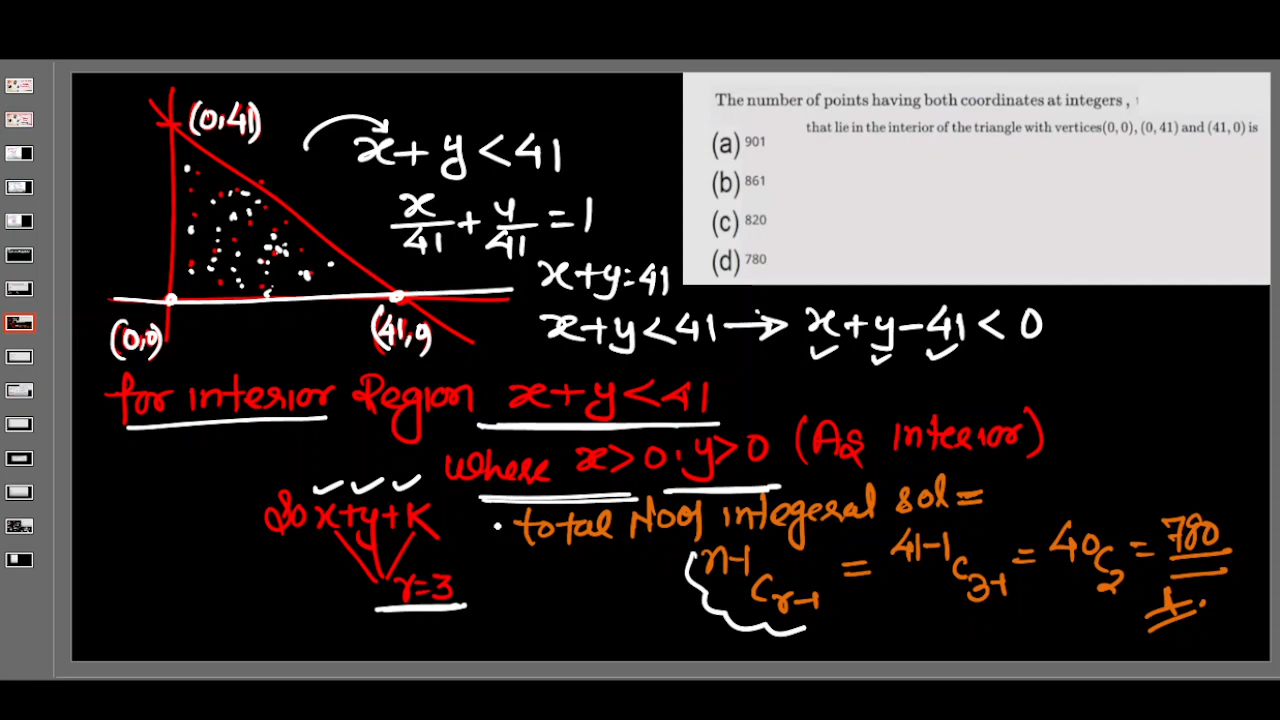 The number of points having both coordinates at integers ,
that lie in the interior of the triangle with vertices(0, 0), (0, 41) and (41, 0) is
(a) 901
(b) 861
(c) 820
(d) 780
(0,41)
(0,0)
(41,0
x+y<41
x/41 + y/41 = 1
x+y=41
x+y<41 → x+y-41<0
for interior Region x+y<41
where x>0, y>0 (As interior)
So x+y+K
r=3
total No of integeral sol =
n-1Cr-1 = 41-1C3-1 = 40C2 = 780